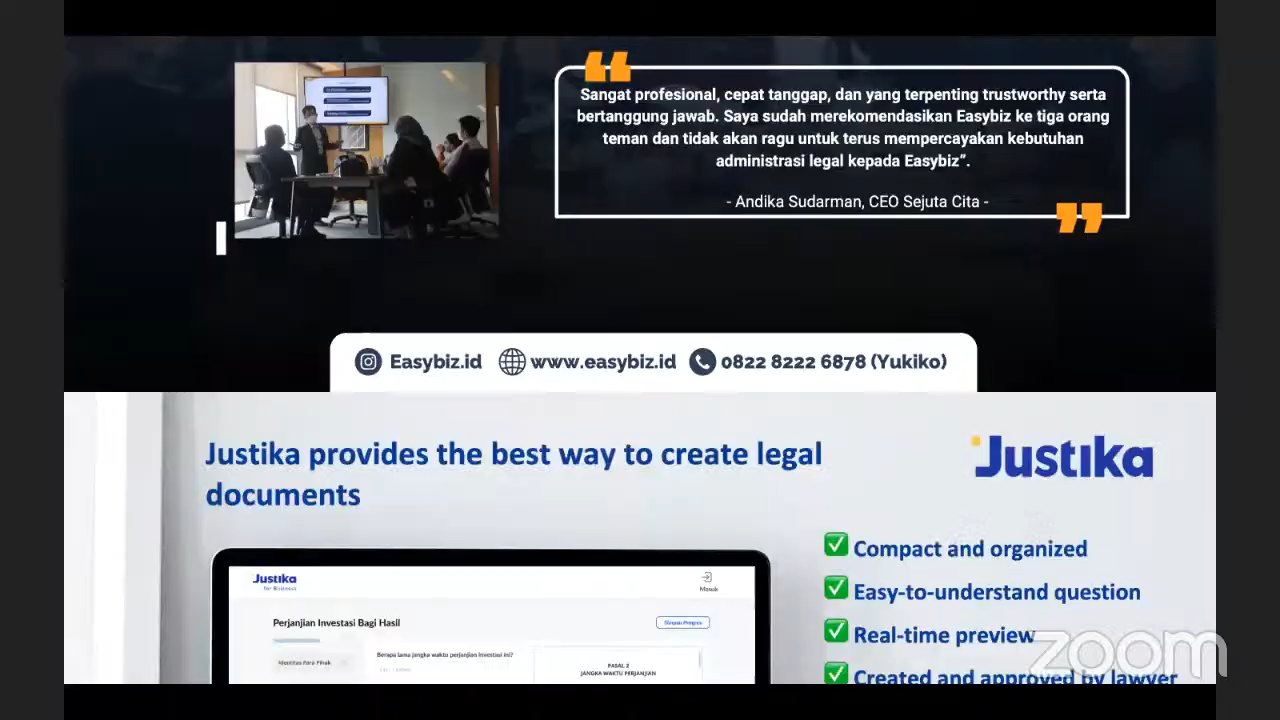 Sangat profesional, cepat tanggap, dan yang terpenting trustworthy serta
bertanggung jawab. Saya sudah merekomendasikan Easybiz ke tiga orang
teman dan tidak akan ragu untuk terus mempercayakan kebutuhan
administrasi legal kepada Easybiz”.
- Andika Sudarman, CEO Sejuta Cita -
Easybiz.id www.easybiz.id 0822 8222 6878 (Yukiko)
Justika provides the best way to create legal
documents
Justika
✅ Compact and organized
✅ Easy-to-understand question
✅ Real-time preview
✅ Created and approved by lawyer
Justika
for Business
Masuk
Perjanjian Investasi Bagi Hasil
Simpan Progres
Identitas Para Pihak
Berapa lama jangka waktu perjanjian investasi ini?
PASAL 2
JANGKA WAKTU PERJANJIAN
zoom